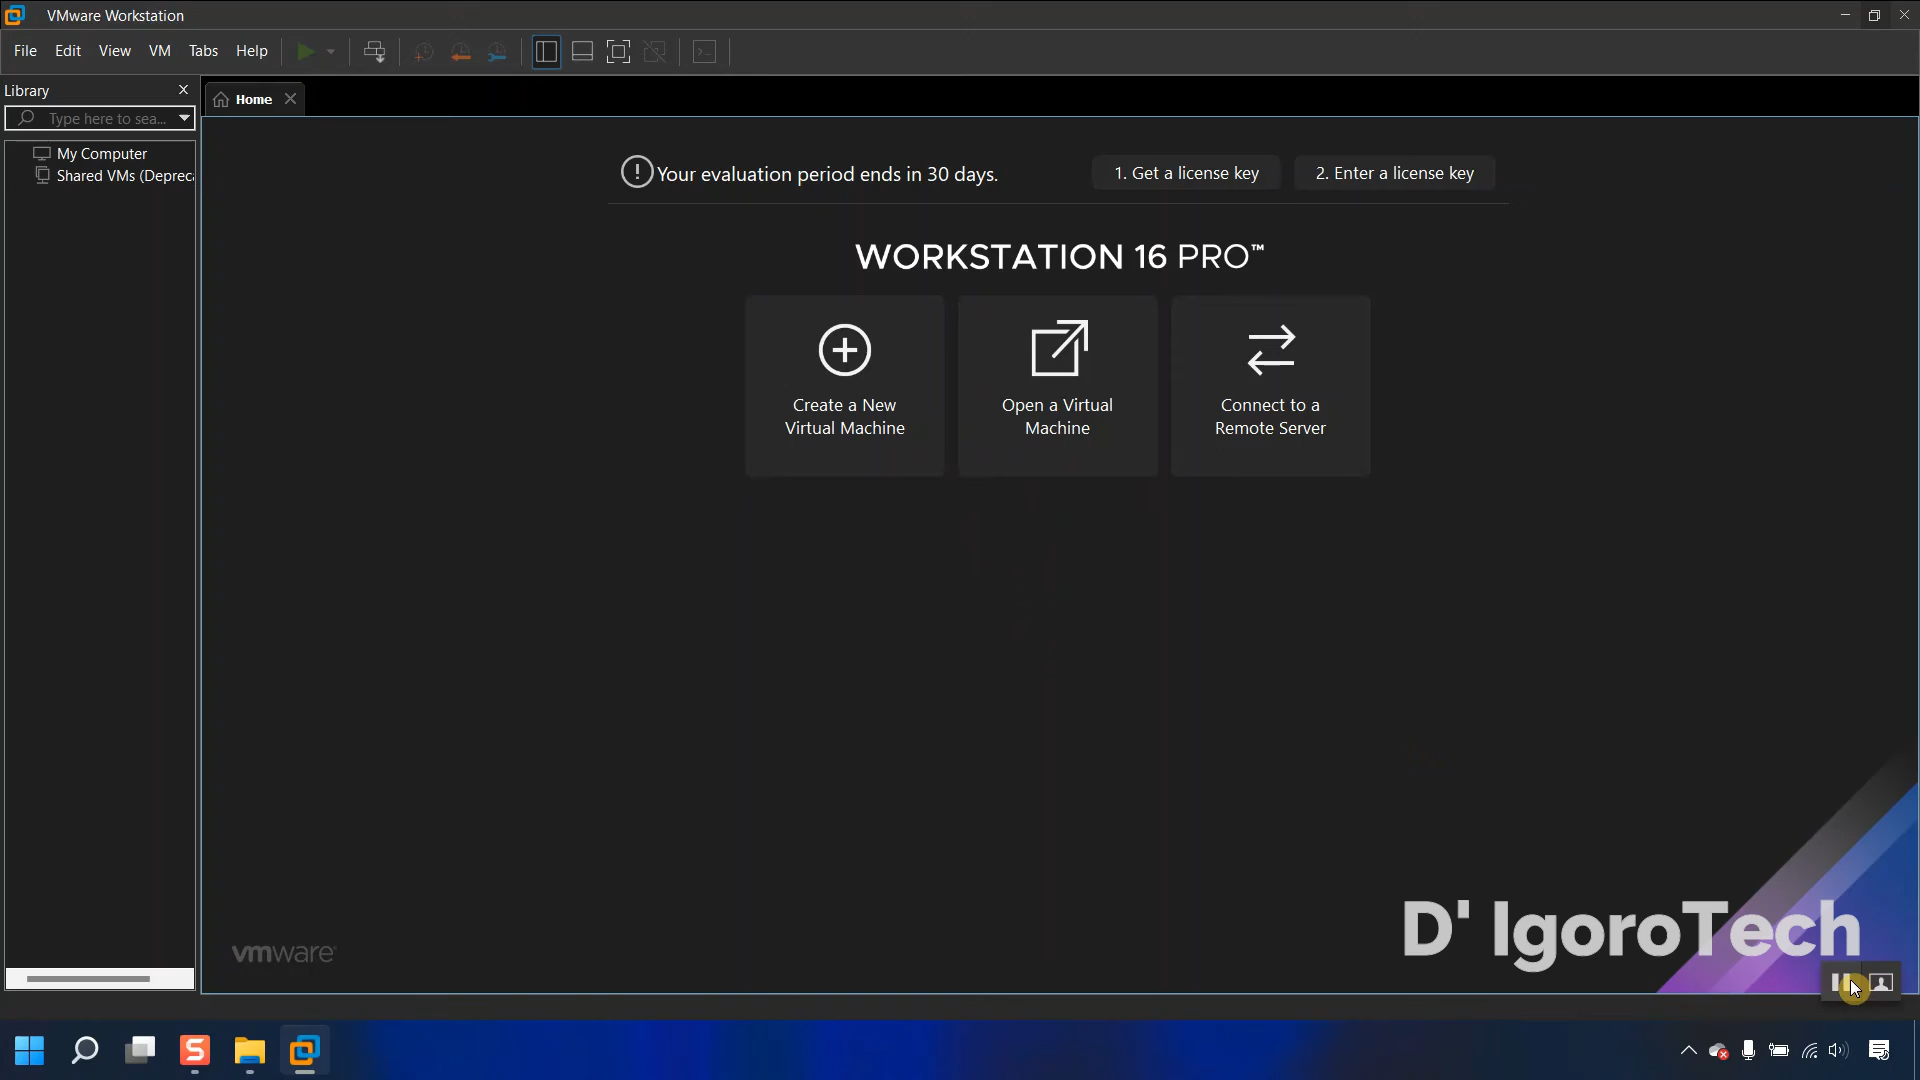 VMware Workstation
File Edit View VM Tabs Help
Library
Type here to sea...
My Computer
Shared VMs (Depreca
Home
Your evaluation period ends in 30 days.
1. Get a license key
2. Enter a license key
WORKSTATION 16 PRO™
Create a New
Virtual Machine
Open a Virtual
Machine
Connect to a
Remote Server
vmware
D' IgoroTech